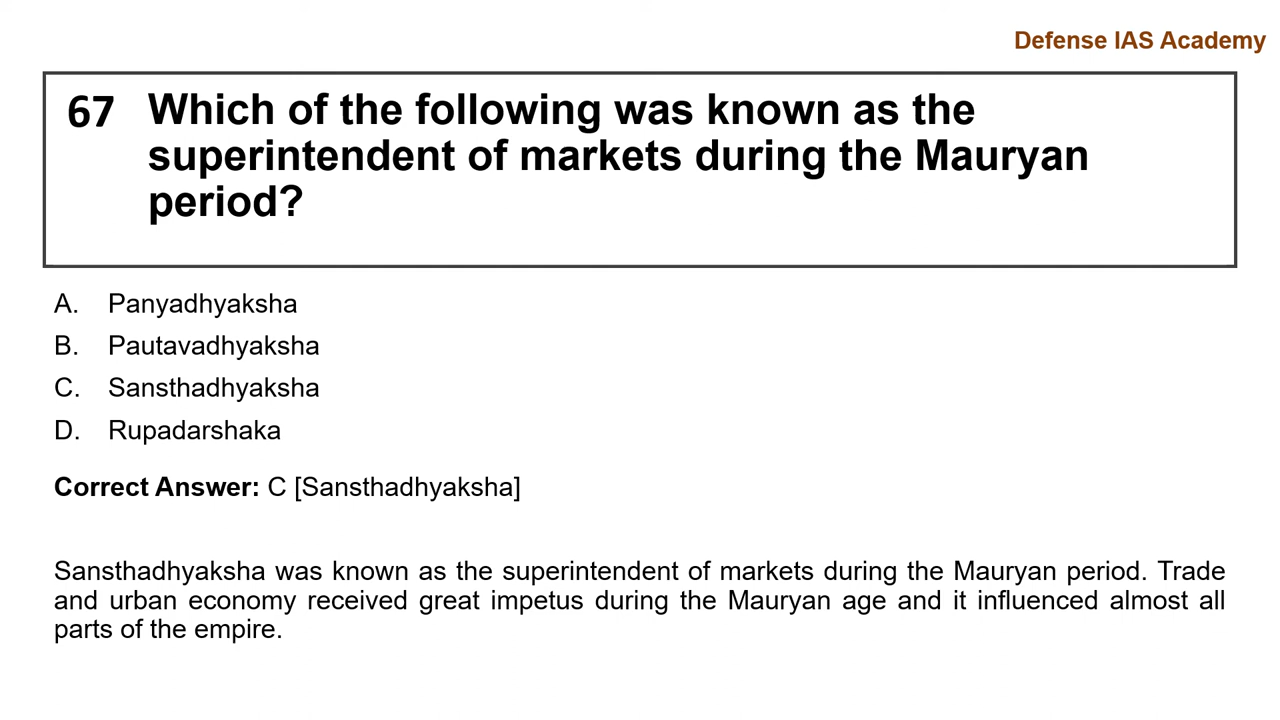 Defense IAS Academy
67 Which of the following was known as the
superintendent of markets during the Mauryan
period?
A. Panyadhyaksha
B. Pautavadhyaksha
C. Sansthadhyaksha
D. Rupadarshaka
Correct Answer: C [Sansthadhyaksha]
Sansthadhyaksha was known as the superintendent of markets during the Mauryan period. Trade
and urban economy received great impetus during the Mauryan age and it influenced almost all
parts of the empire.